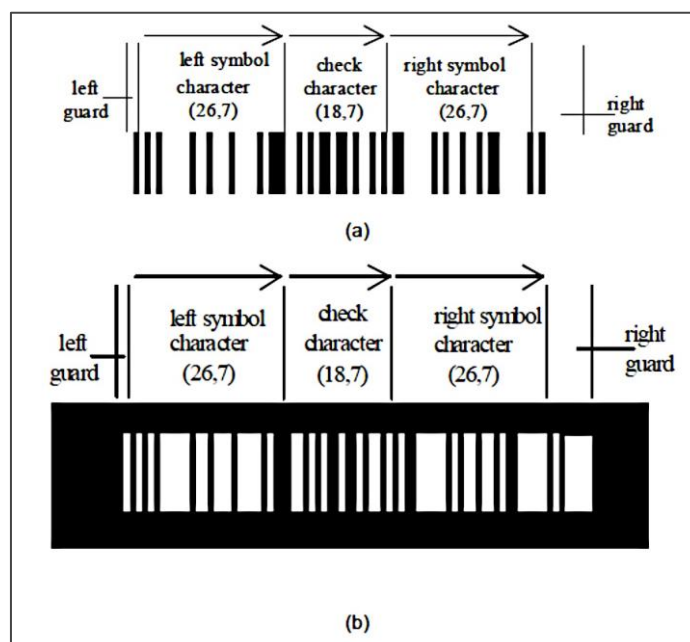 left symbol
character
(26,7)
check
character
(18,7)
right symbol
character
(26,7)
left
guard
right
guard
(a)
left symbol
character
(26,7)
check
character
(18,7)
right symbol
character
(26,7)
left
guard
right
guard
(b)